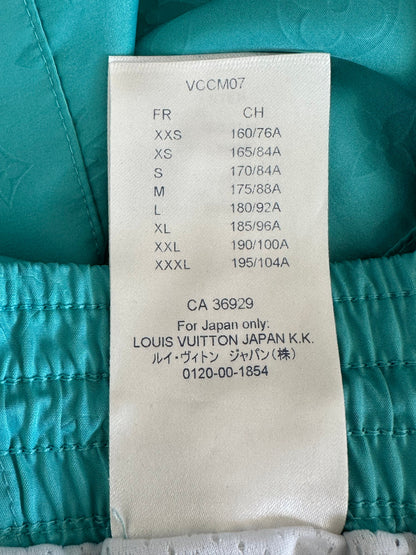 VCCM07
FR CH
XXS 160/76A
XS 165/84A
S 170/84A
M 175/88A
L 180/92A
XL 185/96A
XXL 190/100A
XXXL 195/104A
CA 36929
For Japan only:
LOUIS VUITTON JAPAN K.K.
ルイ・ヴィトン ジャパン(株)
0120-00-1854